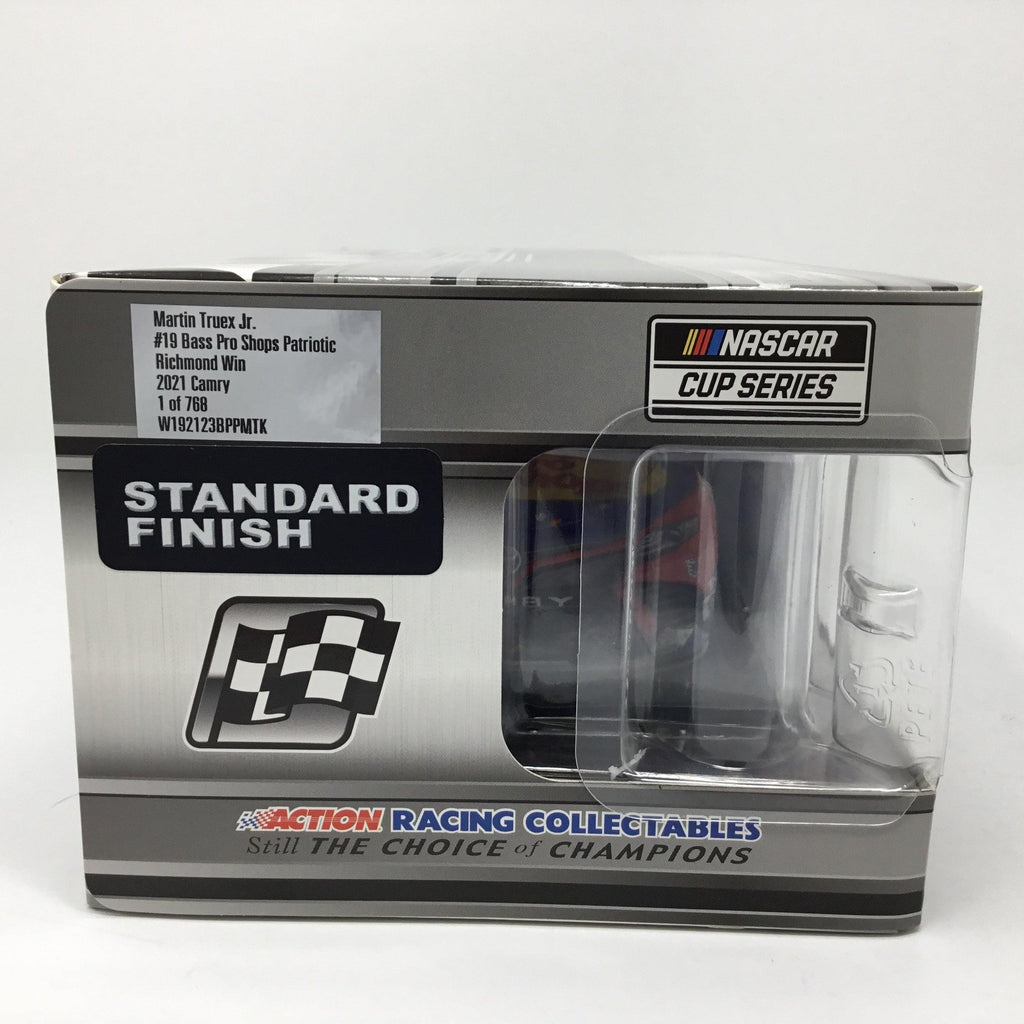 Martin Truex Jr.
#19 Bass Pro Shops Patriotic
Richmond Win
2021 Camry
1 of 768
W192123BPPMTK
NASCAR
CUP SERIES
STANDARD
FINISH
L
ACTION RACING COLLECTABLES
Still THE CHOICE of CHAMPIONS
PETE